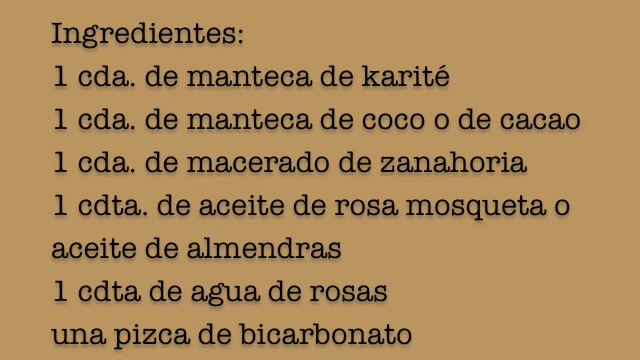 Ingredientes:
1 cda. de manteca de karité
1 cda. de manteca de coco o de cacao
1 cda. de macerado de zanahoria
1 cdta. de aceite de rosa mosqueta o
aceite de almendras
1 cdta de agua de rosas
una pizca de bicarbonato